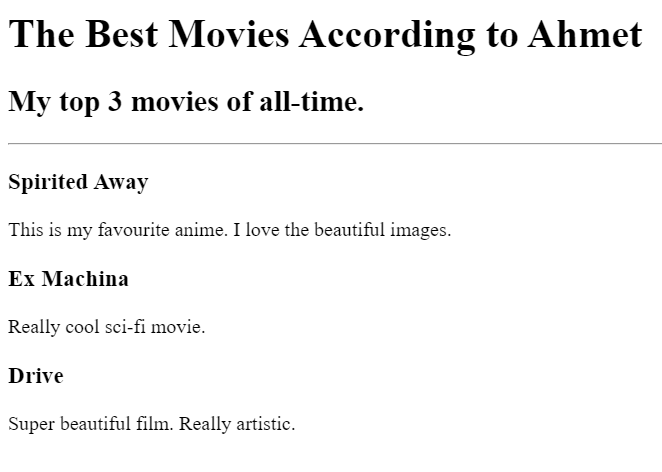 The Best Movies According to Ahmet
My top 3 movies of all-time.
Spirited Away
This is my favourite anime. I love the beautiful images.
Ex Machina
Really cool sci-fi movie.
Drive
Super beautiful film. Really artistic.